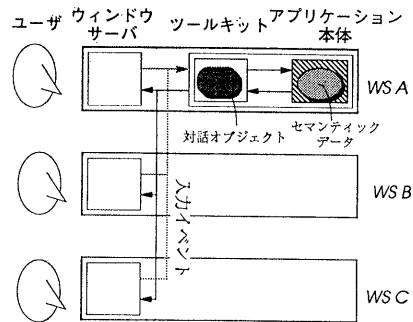 ユーザ
ウィンドウ
サーバ
ツールキット
アプリケーション
本体
WS A
対話オブジェクト
セマンティック
データ
WS B
入力イベント
WS C